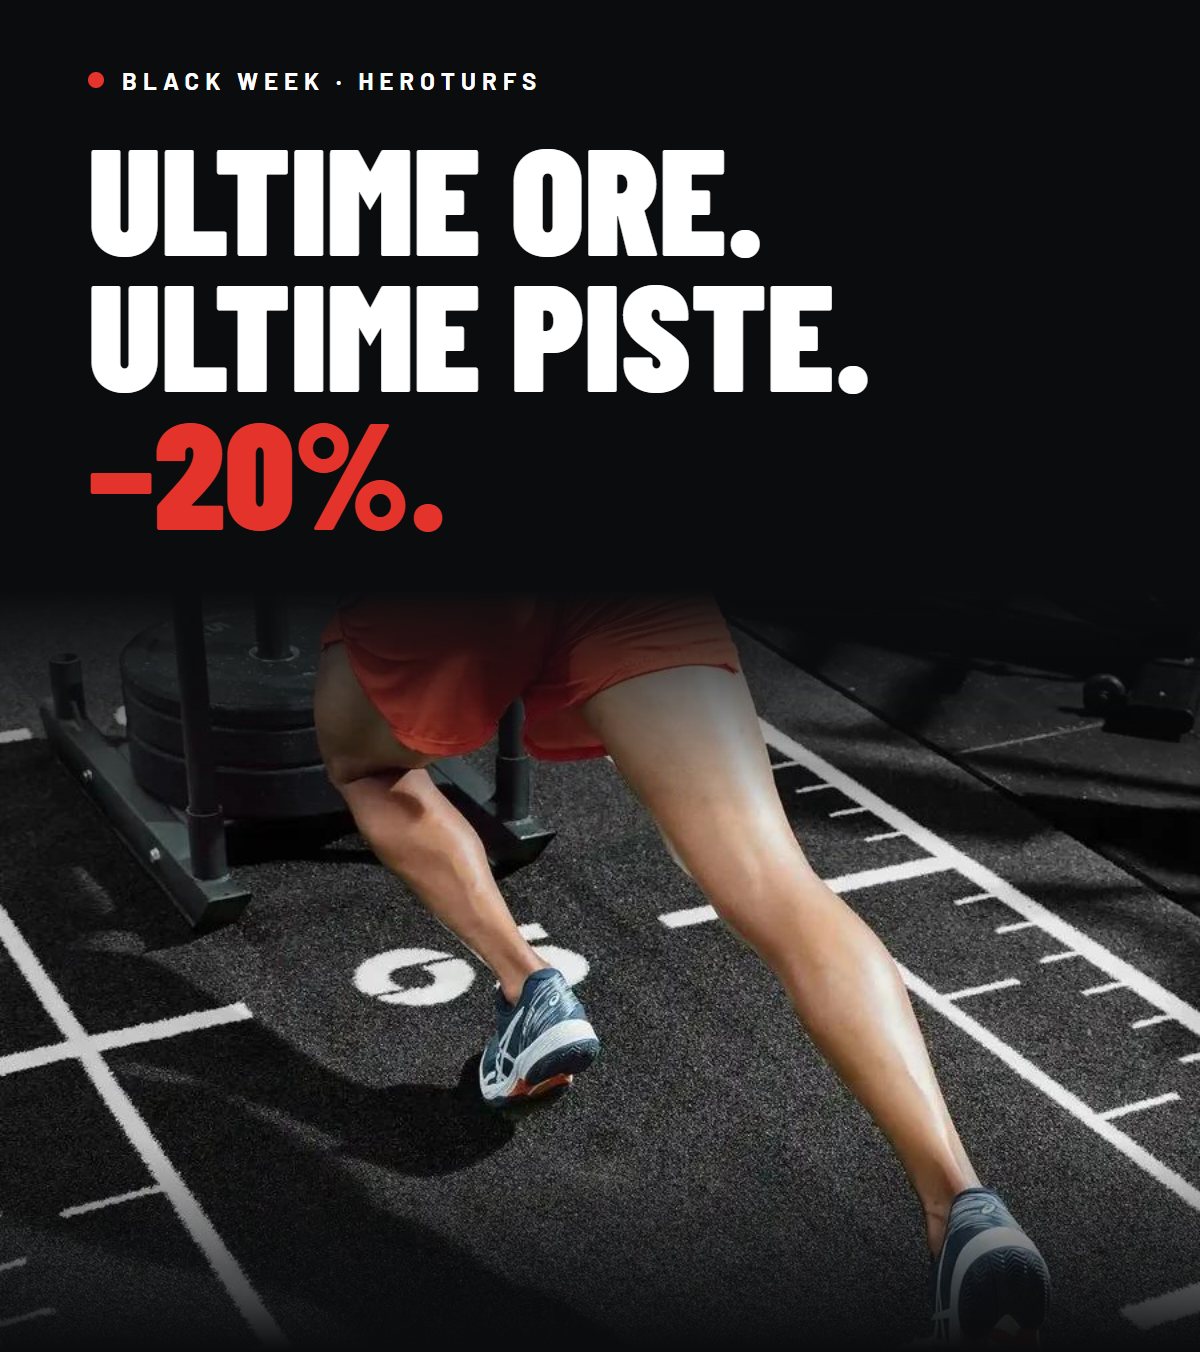 BLACK WEEK · HEROTURFS
ULTIME ORE.
ULTIME PISTE.
–20%.